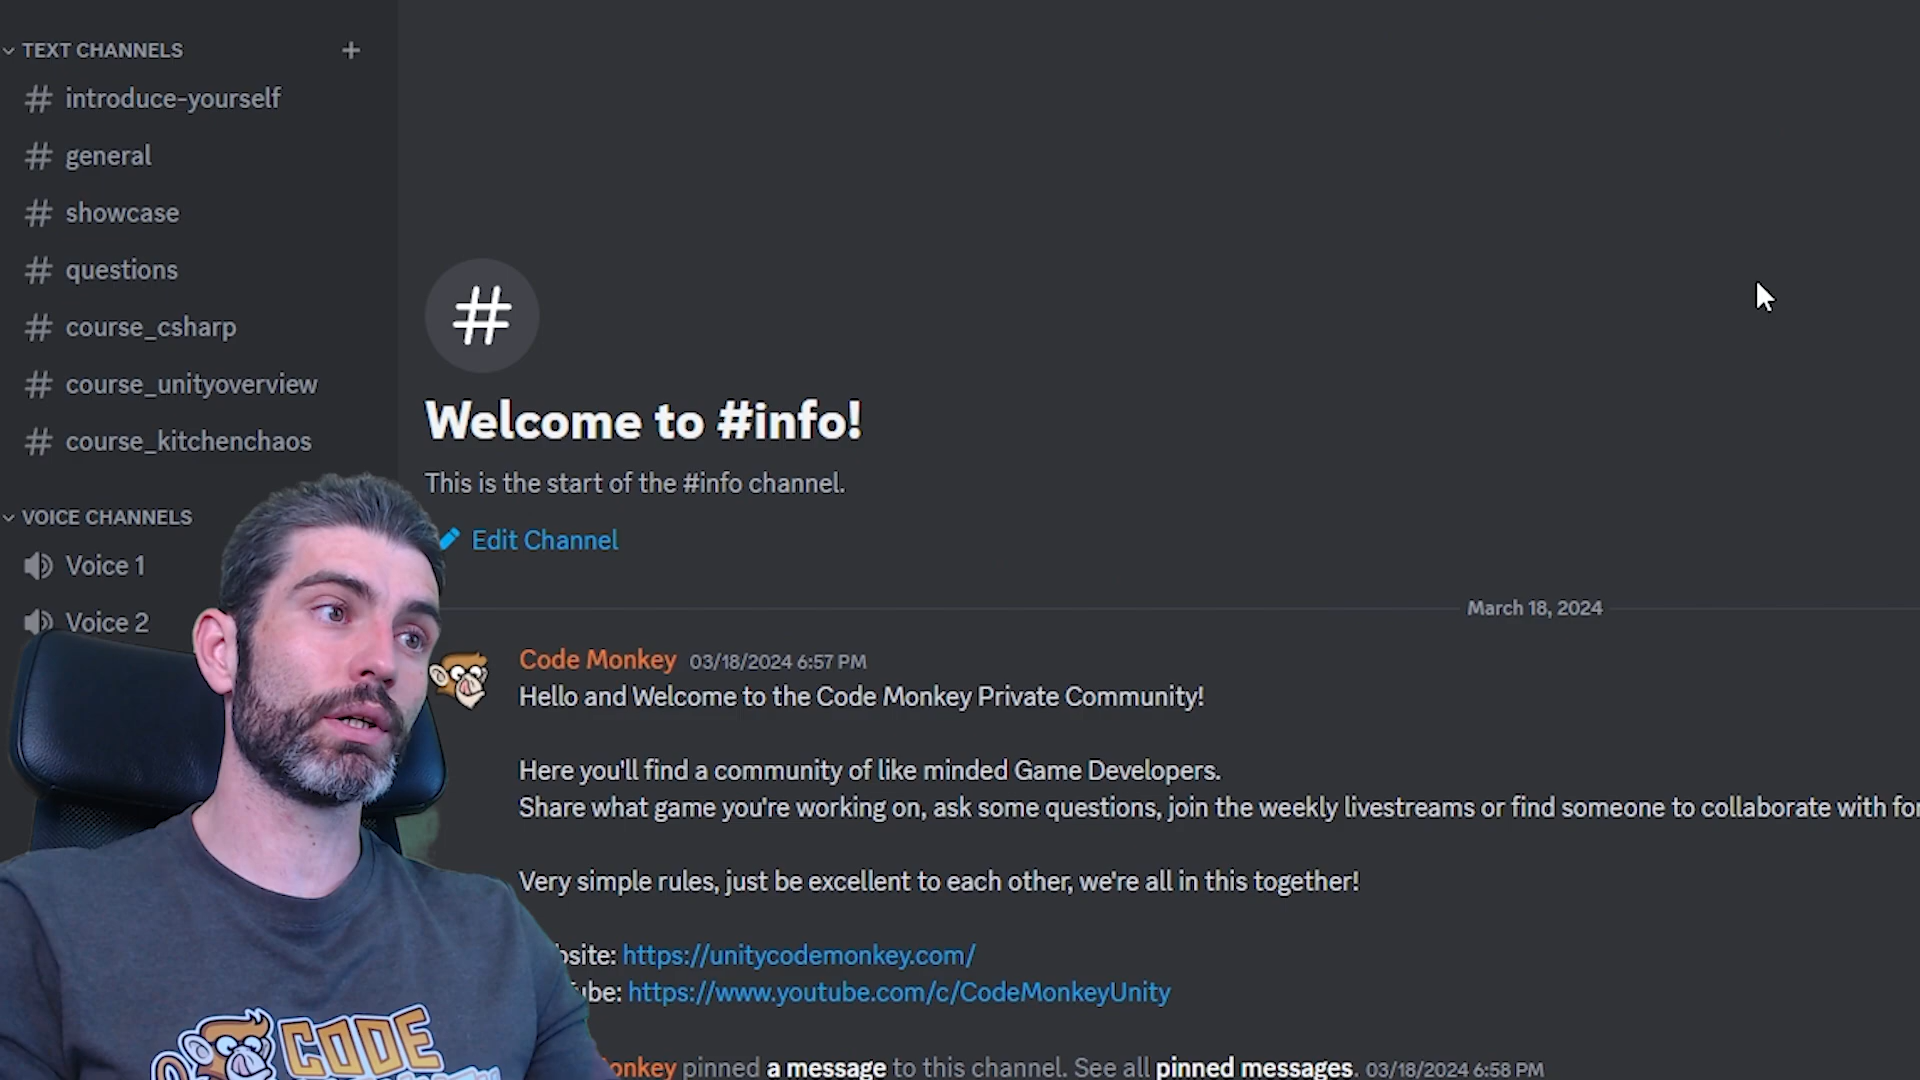 TEXT CHANNELS
introduce-yourself
general
showcase
questions
course_csharp
course_unityoverview
course_kitchenchaos
VOICE CHANNELS
Voice 1
Voice 2
#
Welcome to #info!
This is the start of the #info channel.
Edit Channel
March 18, 2024
Code Monkey 03/18/2024 6:57 PM
Hello and Welcome to the Code Monkey Private Community!
Here you'll find a community of like minded Game Developers.
Share what game you're working on, ask some questions, join the weekly livestreams or find someone to collaborate with
Very simple rules, just be excellent to each other, we're all in this together!
bsite: https://unitycodemonkey.com/
ube: https://www.youtube.com/c/CodeMonkeyUnity
onkey pinned a message to this channel. See all pinned messages. 03/18/2024 6:58 PM
CODE